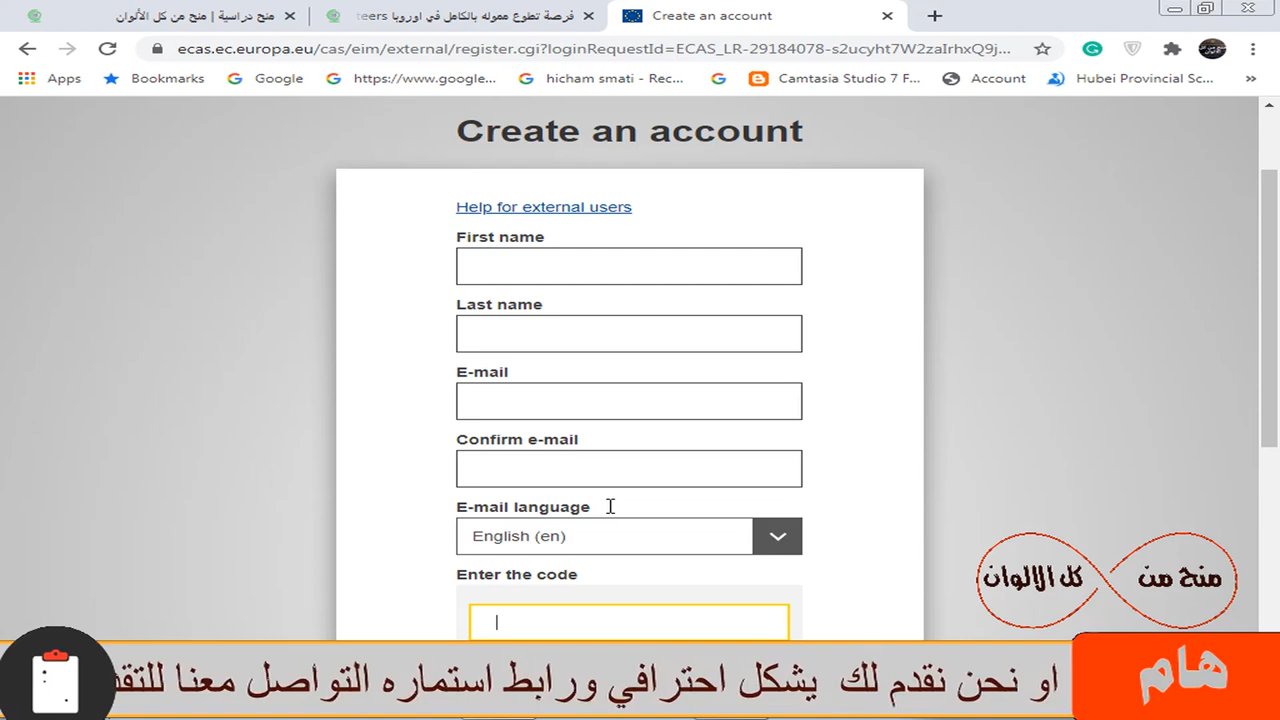 منح دراسية | منح من كل الألوان
فرصة تطوع مموله بالكامل في اوروبا teers
Create an account
ecas.ec.europa.eu/cas/eim/external/register.cgi?loginRequestId=ECAS_LR-29184078-s2ucyht7W2zaIrhxQ9j...
Apps Bookmarks Google https://www.google... hicham smati - Rec... Camtasia Studio 7 F... Account Hubei Provincial Sc... »
Create an account
Help for external users
First name
Last name
E-mail
Confirm e-mail
E-mail language
English (en)
Enter the code
منح من كل الالوان
هام
او نحن نقدم لك يشكل احترافي ورابط استماره التواصل معنا للتقد